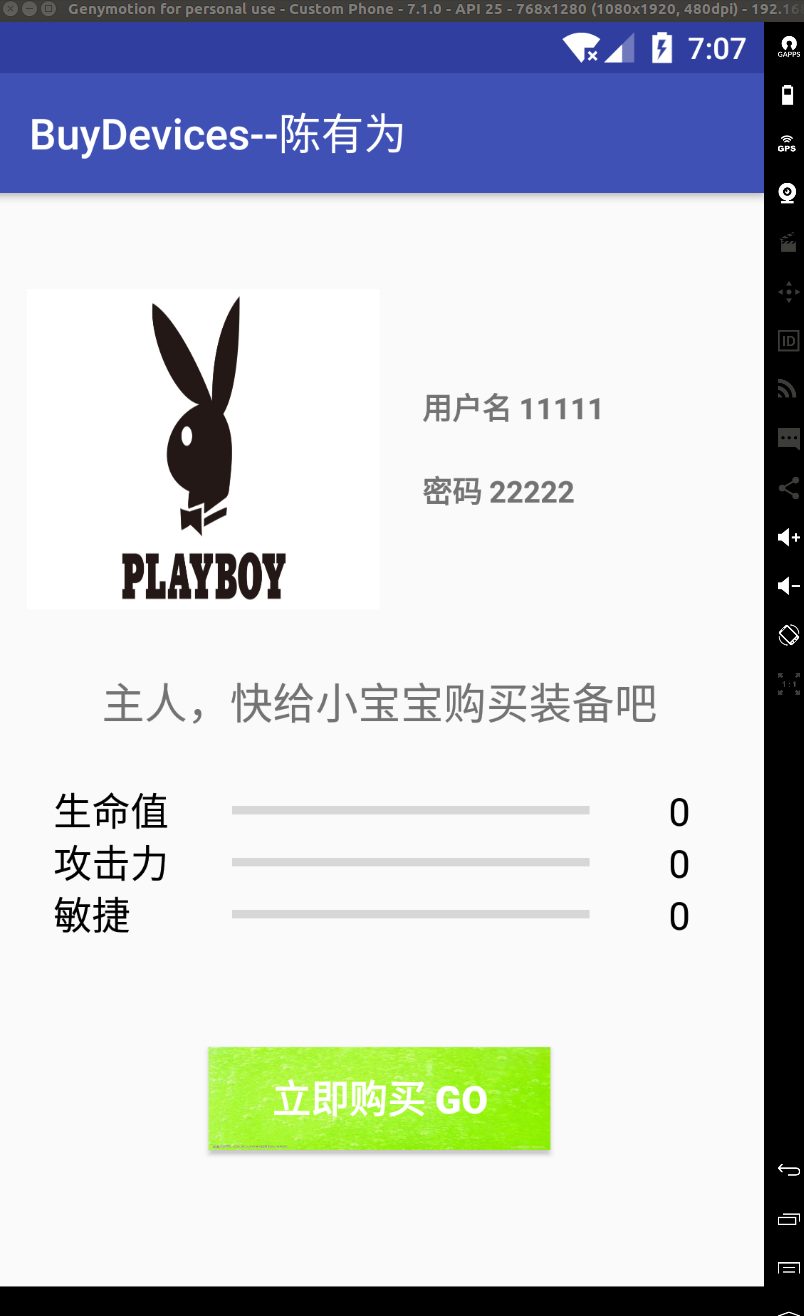 Genymotion for personal use - Custom Phone - 7.1.0 - API 25 - 768x1280 (1080x1920, 480dpi) - 192.16
7:07
GAPPS
BuyDevices--陈有为
GPS
ID
PLAYBOY
用户名 11111
密码 22222
主人，快给小宝宝购买装备吧
1:1
生命值 0
攻击力 0
敏捷 0
立即购买 GO